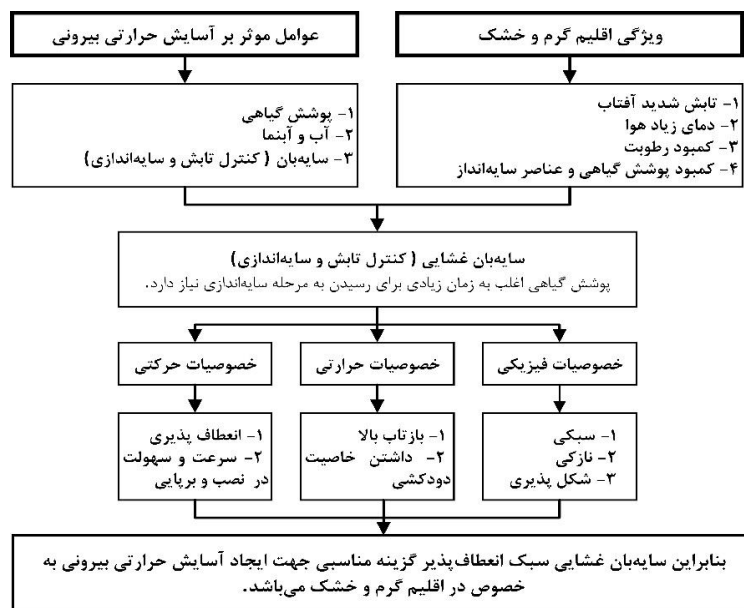 ویژگی اقلیم گرم و خشک
عوامل موثر بر آسایش حرارتی بیرونی
۱- تابش شدید آفتاب
۲- دمای زیاد هوا
۳- کمبود رطوبت
۴- کمبود پوشش گیاهی و عناصر سایه‌انداز
۱- پوشش گیاهی
۲- آب و آبنما
۳- سایه‌بان ( کنترل تابش و سایه‌اندازی)
سایه‌بان غشایی ( کنترل تابش و سایه‌اندازی)
پوشش گیاهی اغلب به زمان زیادی برای رسیدن به مرحله سایه‌اندازی نیاز دارد.
خصوصیات فیزیکی
خصوصیات حرارتی
خصوصیات حرکتی
۱- سبکی
۲- نازکی
۳- شکل پذیری
۱- بازتاب بالا
۲- داشتن خاصیت
دودکشی
۱- انعطاف پذیری
۲- سرعت و سهولت
در نصب و برپایی
بنابراین سایه‌بان غشایی سبک انعطاف‌پذیر گزینه مناسبی جهت ایجاد آسایش حرارتی بیرونی به
خصوص در اقلیم گرم و خشک می‌باشد.